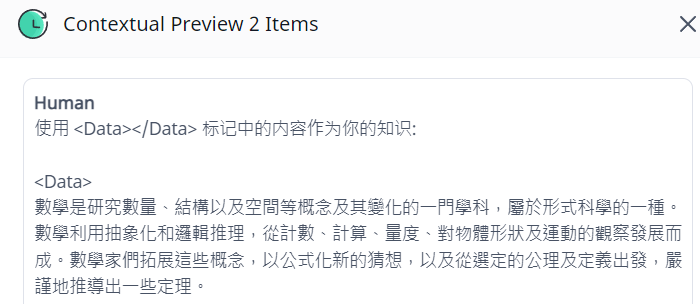 Contextual Preview 2 Items
Human
使用 <Data></Data> 标记中的内容作为你的知识:
<Data>
數學是研究數量、結構以及空間等概念及其變化的一門學科，屬於形式科學的一種。
數學利用抽象化和邏輯推理，從計數、計算、量度、對物體形狀及運動的觀察發展而
成。數學家們拓展這些概念，以公式化新的猜想，以及從選定的公理及定義出發，嚴
謹地推導出一些定理。